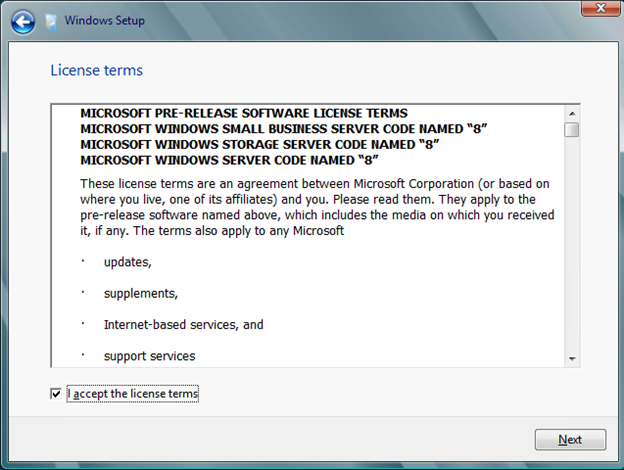 Windows Setup
License terms
MICROSOFT PRE-RELEASE SOFTWARE LICENSE TERMS
MICROSOFT WINDOWS SMALL BUSINESS SERVER CODE NAMED “8”
MICROSOFT WINDOWS STORAGE SERVER CODE NAMED “8”
MICROSOFT WINDOWS SERVER CODE NAMED “8”
These license terms are an agreement between Microsoft Corporation (or based on
where you live, one of its affiliates) and you. Please read them. They apply to the
pre-release software named above, which includes the media on which you received
it, if any. The terms also apply to any Microsoft
· updates,
· supplements,
· Internet-based services, and
· support services
I accept the license terms
Next